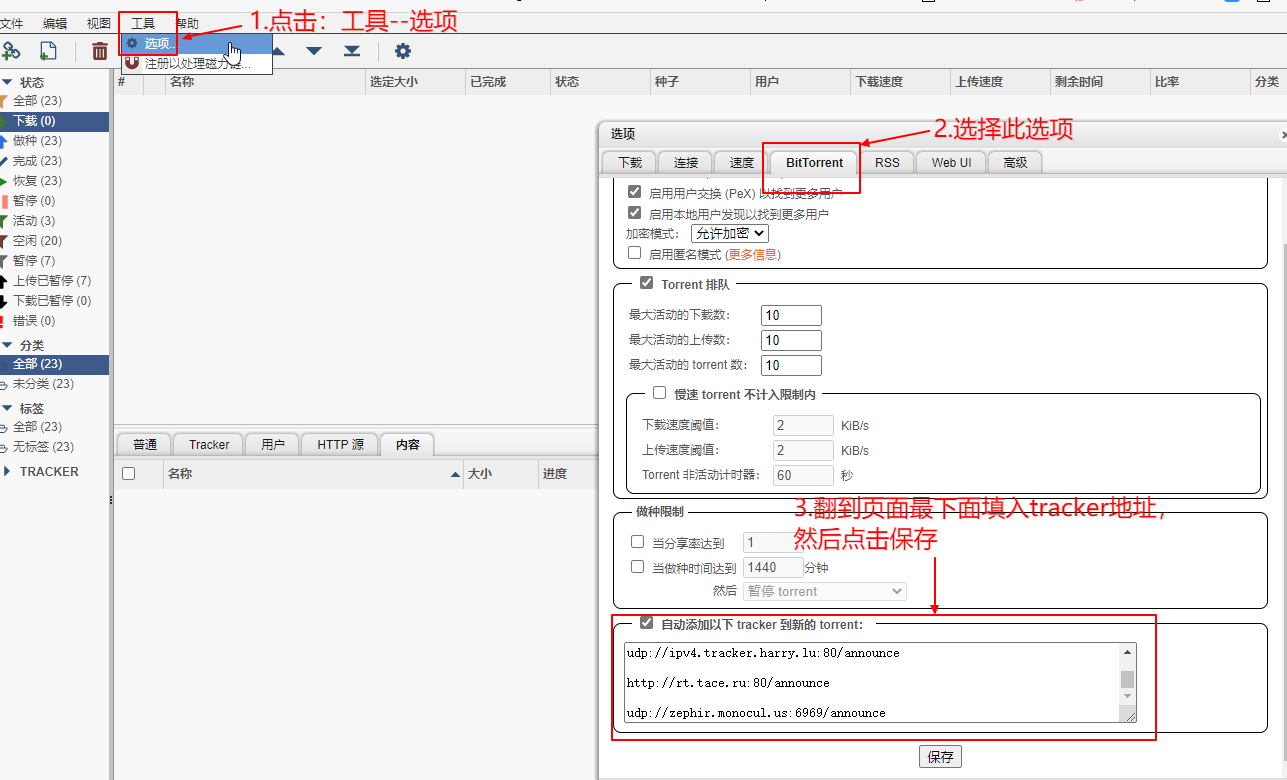 文件 编辑 视图 工具 帮助
1.点击：工具--选项
选项...
注册以处理磁力链...
# 名称 选定大小 已完成 状态 种子 用户 下载速度 上传速度 剩余时间 比率 分类
状态
全部 (23)
下载 (0)
做种 (23)
完成 (23)
恢复 (23)
暂停 (0)
活动 (3)
空闲 (20)
暂停 (7)
上传已暂停 (7)
下载已暂停 (0)
错误 (0)
分类
全部 (23)
未分类 (23)
标签
全部 (23)
无标签 (23)
TRACKER
普通 Tracker 用户 HTTP 源 内容
名称 大小 进度
选项
2.选择此选项
下载 连接 速度 BitTorrent RSS Web UI 高级
启用用户交换 (PeX) 以找到更多用户
启用本地用户发现以找到更多用户
加密模式： 允许加密
启用匿名模式 (更多信息)
Torrent 排队
最大活动的下载数： 10
最大活动的上传数： 10
最大活动的 torrent 数： 10
慢速 torrent 不计入限制内
下载速度阈值： 2 KiB/s
上传速度阈值： 2 KiB/s
Torrent 非活动计时器： 60 秒
3.翻到页面最下面填入tracker地址，
然后点击保存
做种限制
当分享率达到 1
当做种时间达到 1440 分钟
然后 暂停 torrent
自动添加以下 tracker 到新的 torrent：
udp://ipv4.tracker.harry.lu:80/announce
http://rt.tace.ru:80/announce
udp://zephir.monocul.us:6969/announce
保存